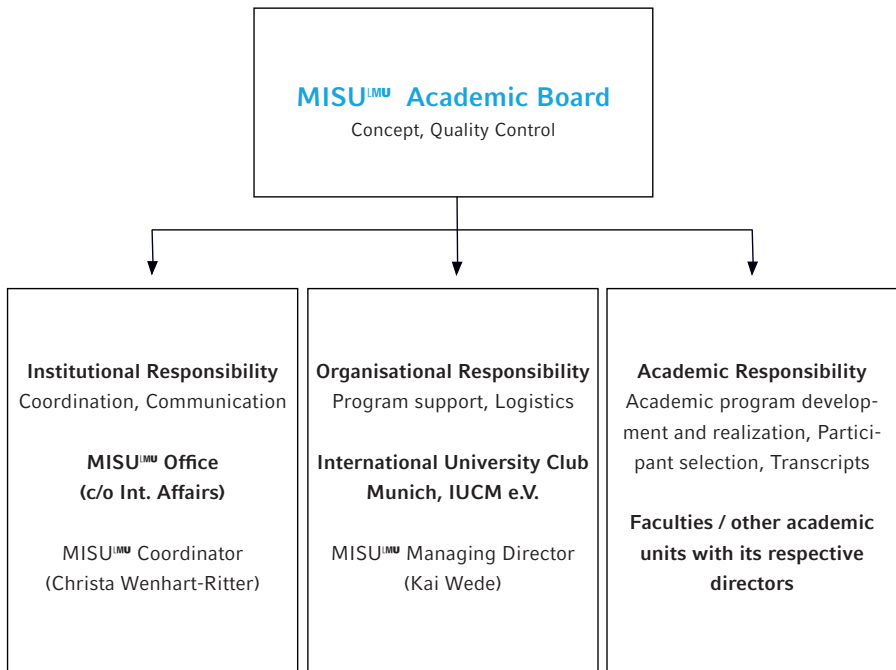 MISU LMU Academic Board
Concept, Quality Control
Institutional Responsibility
Coordination, Communication
MISU LMU Office
(c/o Int. Affairs)
MISU LMU Coordinator
(Christa Wenhart-Ritter)
Organisational Responsibility
Program support, Logistics
International University Club
Munich, IUCM e.V.
MISU LMU Managing Director
(Kai Wede)
Academic Responsibility
Academic program develop-
ment and realization, Partici-
pant selection, Transcripts
Faculties / other academic
units with its respective
directors